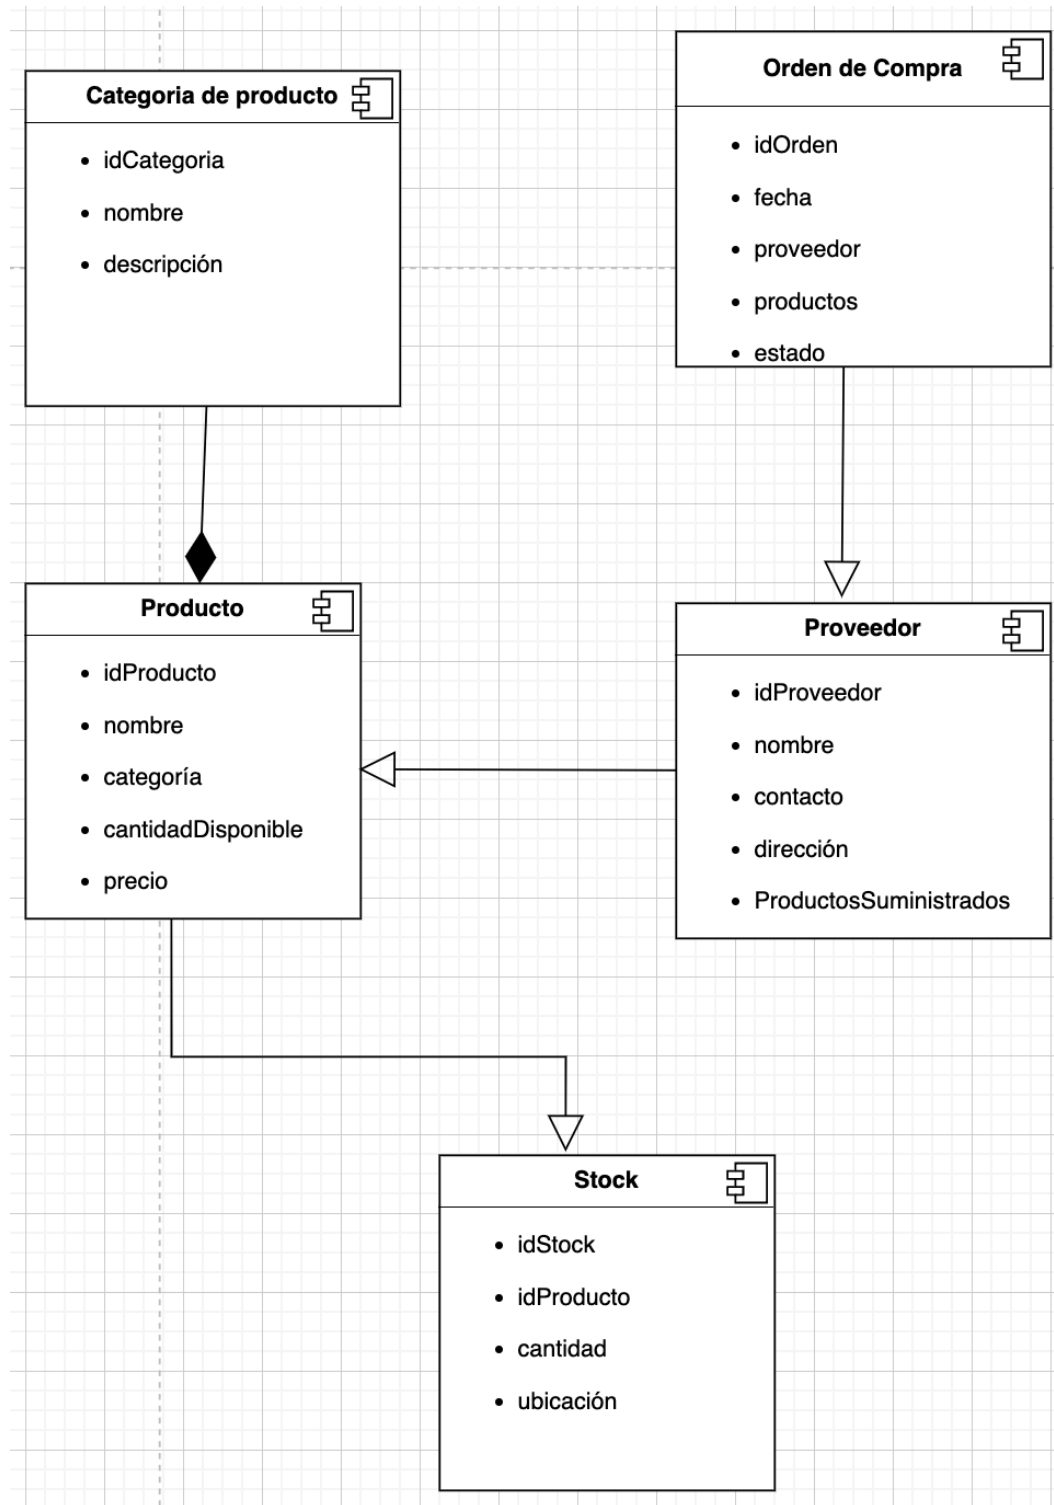 Categoria de producto
idCategoria
nombre
descripción
Orden de Compra
idOrden
fecha
proveedor
productos
estado
Producto
idProducto
nombre
categoría
cantidadDisponible
precio
Proveedor
idProveedor
nombre
contacto
dirección
ProductosSuministrados
Stock
idStock
idProducto
cantidad
ubicación